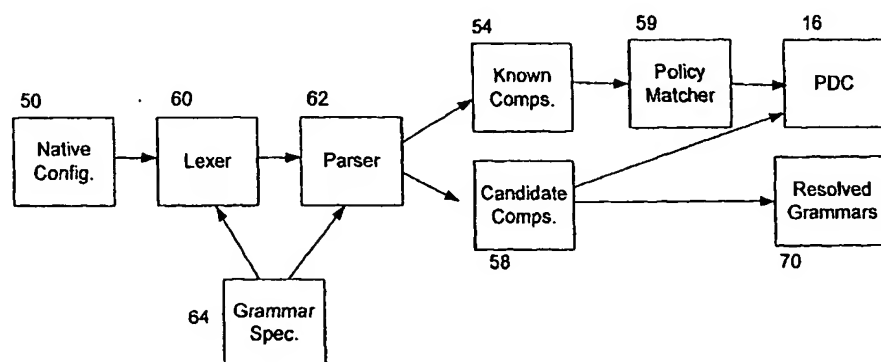 54
59
16
Known
Comps.
Policy
Matcher
PDC
50
60
62
Native
Config.
Lexer
Parser
Candidate
Comps.
Resolved
Grammars
58
70
64
Grammar
Spec.